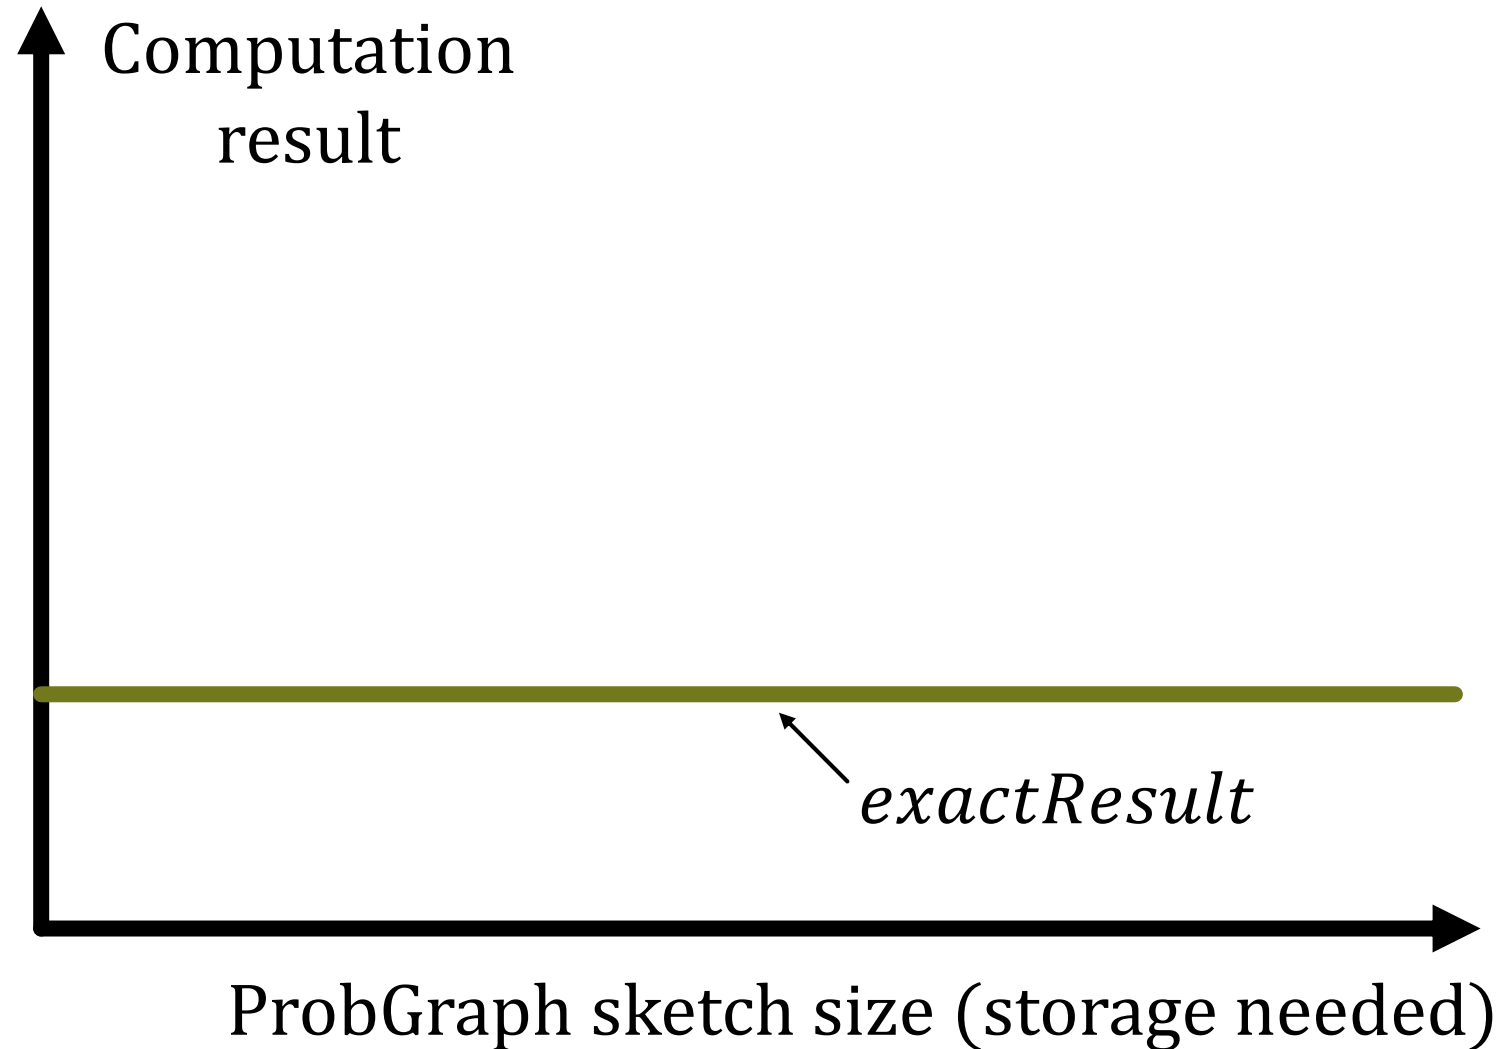 Computation
result
exactResult
ProbGraph sketch size (storage needed)